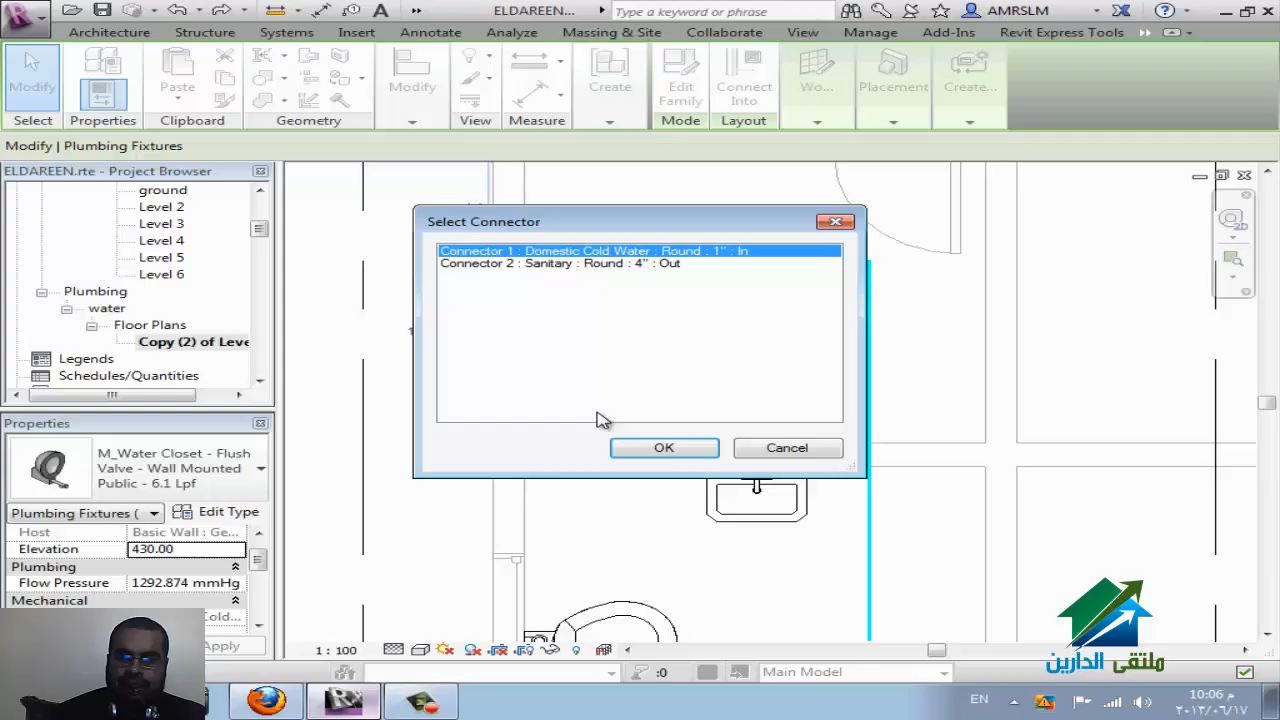 ELDAREEN...
Type a keyword or phrase
AMRSLM
Architecture Structure Systems Insert Annotate Analyze Massing & Site Collaborate View Manage Add-Ins Revit Express Tools
Modify Paste Modify Create Edit Family Connect Into Wo... Placement Create...
Select Properties Clipboard Geometry View Measure Mode Layout
Modify | Plumbing Fixtures
ELDAREEN.rte - Project Browser
ground
Level 2
Level 3
Level 4
Level 5
Level 6
Plumbing
water
Floor Plans
Copy (2) of Leve
Legends
Schedules/Quantities
Select Connector
Connector 1 : Domestic Cold Water : Round : 1" : In
Connector 2 : Sanitary : Round : 4" : Out
OK Cancel
Properties
M_Water Closet - Flush
Valve - Wall Mounted
Public - 6.1 Lpf
Plumbing Fixtures (
Edit Type
Host Basic Wall : Ge...
Elevation 430.00
Plumbing
Flow Pressure 1292.874 mmHg
Mechanical
Cold...
Apply
1 : 100
:0
Main Model
ملتقى الدارين
EN
10:06 م
٢٠١٣/٠٦/١٧